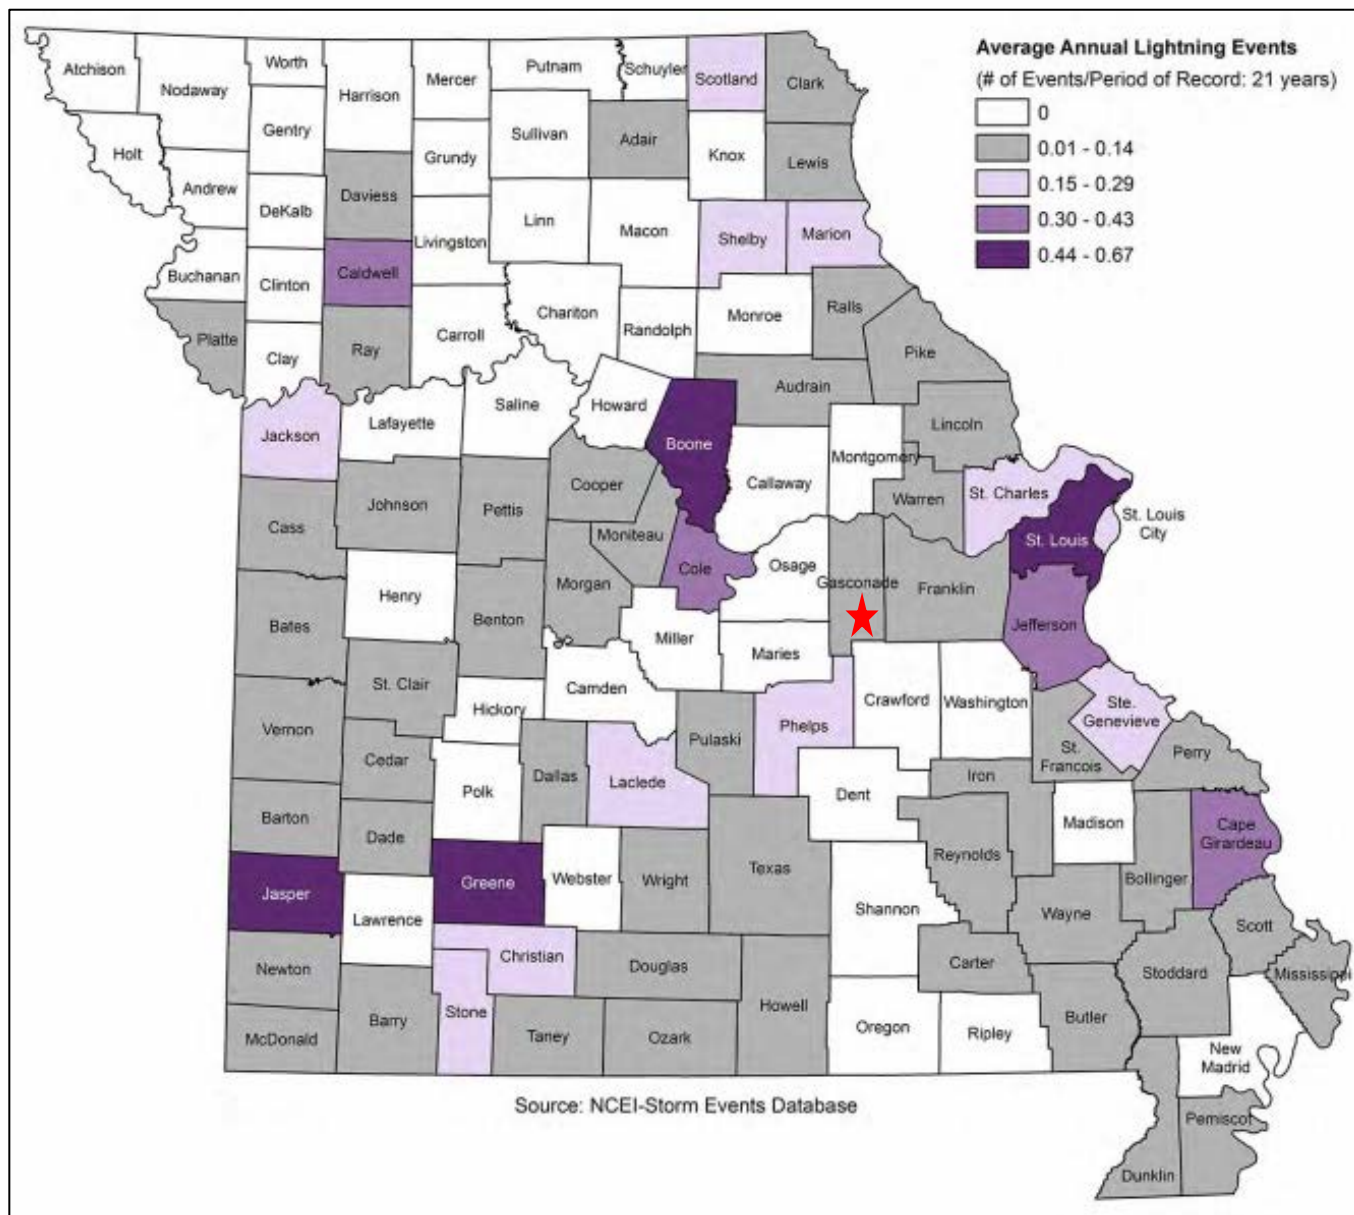 Average Annual Lightning Events
(# of Events/Period of Record: 21 years)
0
0.01 - 0.14
0.15 - 0.29
0.30 - 0.43
0.44 - 0.67
Atchison
Nodaway
Worth
Harrison
Mercer
Putnam
Schuyler
Scotland
Clark
Holt
Gentry
Sullivan
Adair
Knox
Lewis
Andrew
DeKalb
Daviess
Grundy
Linn
Macon
Shelby
Marion
Livingston
Buchanan
Clinton
Caldwell
Chariton
Randolph
Monroe
Ralls
Pike
Platte
Clay
Ray
Carroll
Audrain
Jackson
Lafayette
Saline
Howard
Boone
Callaway
Montgomery
Lincoln
Cass
Johnson
Pettis
Cooper
Moniteau
Warren
St. Charles
St. Louis
St. Louis
City
Bates
Henry
Benton
Morgan
Cole
Osage
Gasconade
Franklin
Jefferson
Miller
Maries
Vernon
St. Clair
Hickory
Camden
Pulaski
Phelps
Crawford
Washington
Ste.
Genevieve
St.
Francois
Perry
Cedar
Polk
Dallas
Laclede
Dent
Iron
Madison
Cape
Girardeau
Barton
Dade
Jasper
Lawrence
Greene
Webster
Wright
Texas
Shannon
Reynolds
Wayne
Bollinger
Scott
Mississippi
Newton
Christian
Douglas
Howell
Carter
Stoddard
McDonald
Barry
Stone
Taney
Ozark
Oregon
Ripley
Butler
New
Madrid
Pemiscot
Dunklin
Source: NCEI-Storm Events Database